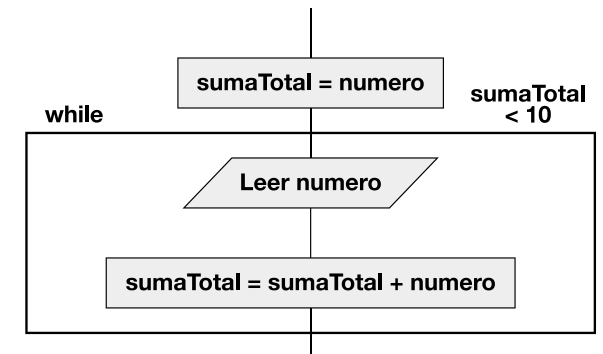 sumaTotal = numero
while
sumaTotal
< 10
Leer numero
sumaTotal = sumaTotal + numero